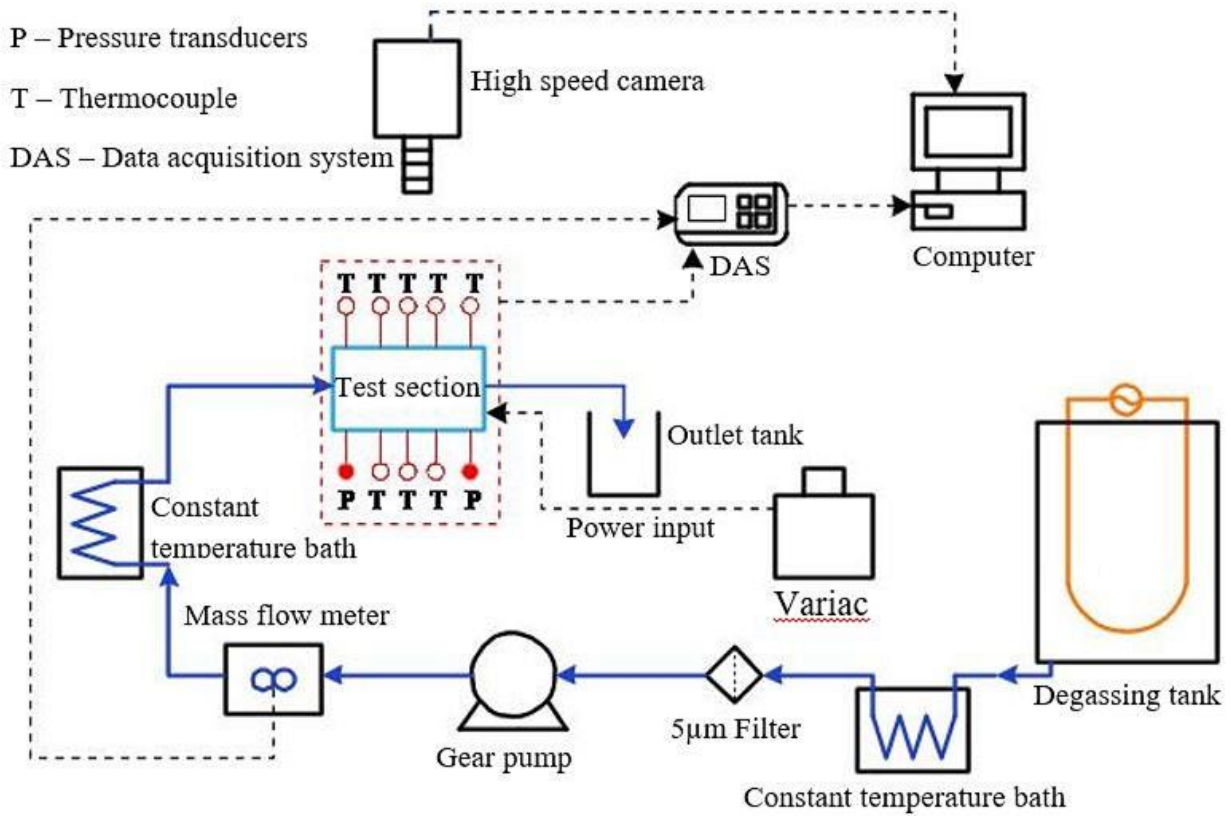 P – Pressure transducers
T – Thermocouple
DAS – Data acquisition system
High speed camera
DAS
Computer
T T T T T
Test section
P T T T P
Outlet tank
Power input
Variac
Constant
temperature bath
Mass flow meter
Gear pump
5µm Filter
Constant temperature bath
Degassing tank